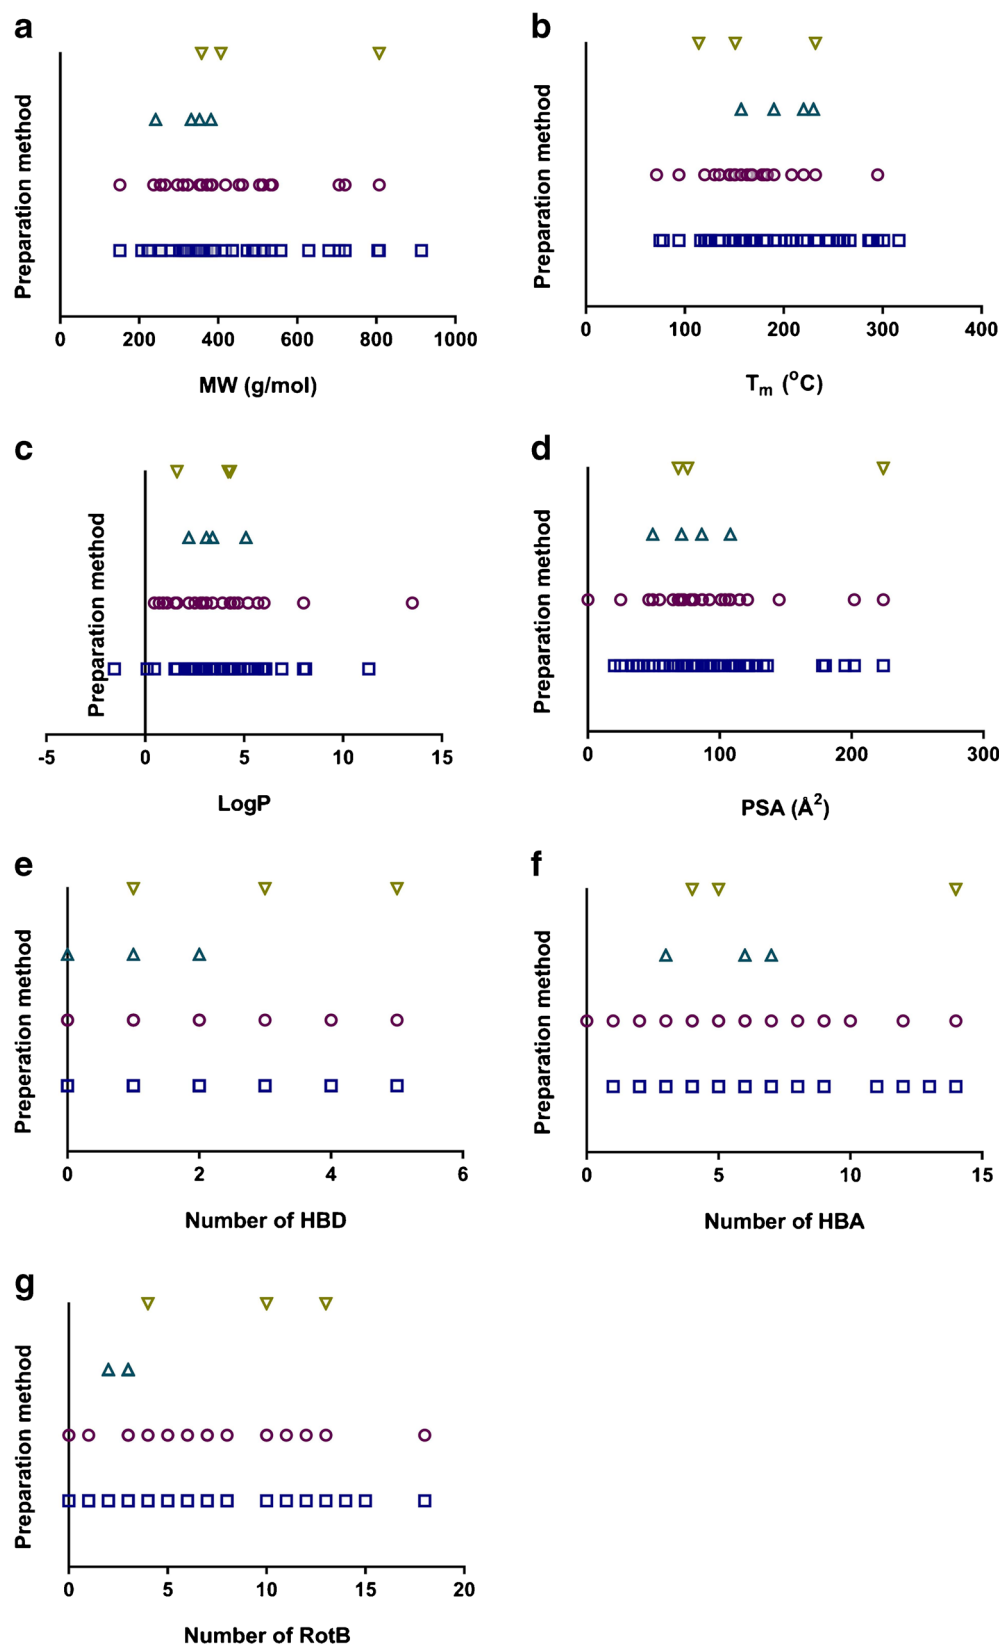 a
Preparation method
0 200 400 600 800 1000
MW (g/mol)
b
Preparation method
0 100 200 300 400
Tm (°C)
c
Preparation method
-5 0 5 10 15
LogP
d
Preparation method
0 100 200 300
PSA (Å²)
e
Preperation method
0 2 4 6
Number of HBD
f
Preparation method
0 5 10 15
Number of HBA
g
Preparation method
0 5 10 15 20
Number of RotB